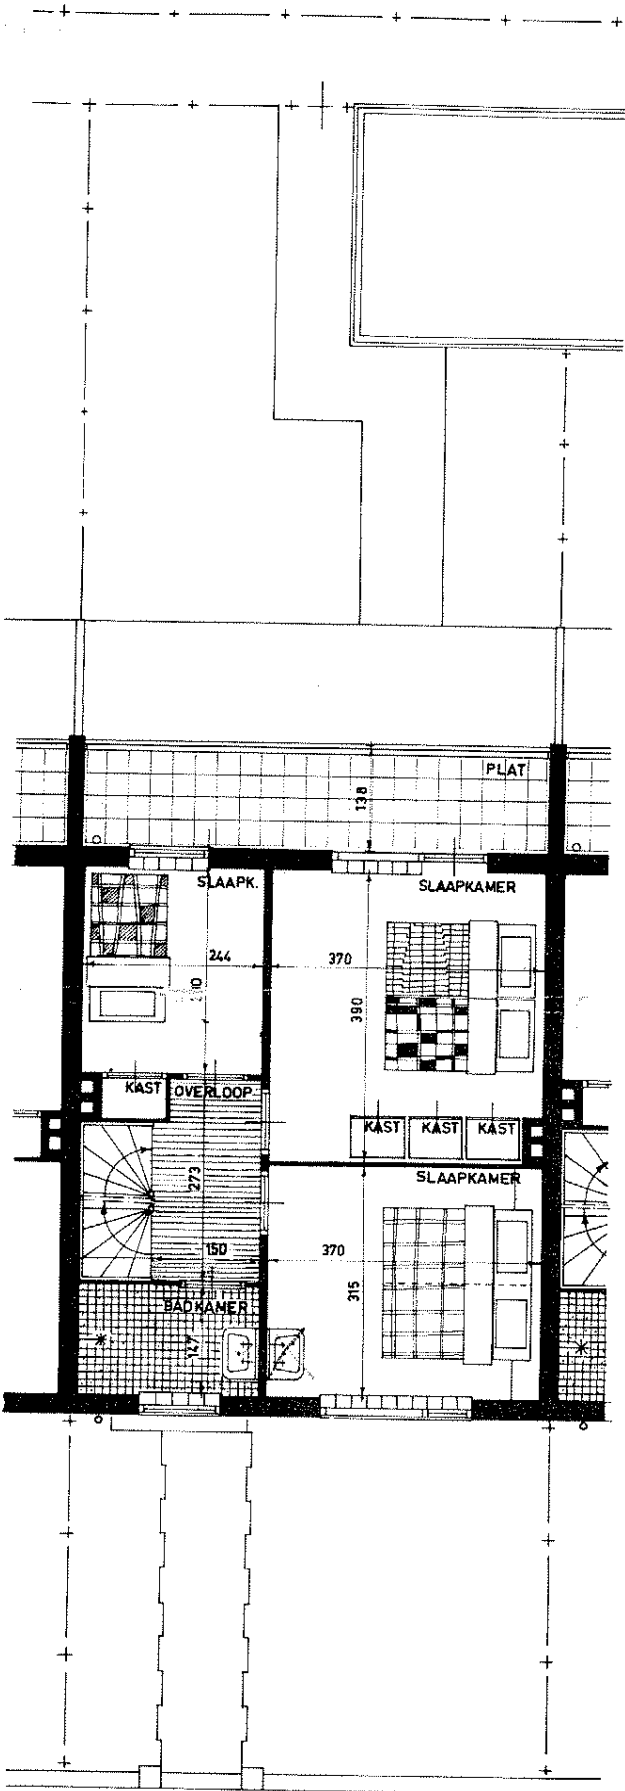 PLAT
138
SLAAPK.
SLAAPKAMER
244
370
390
KAST
OVERLOOP
KAST
KAST
KAST
SLAAPKAMER
273
150
370
315
BADKAMER
147